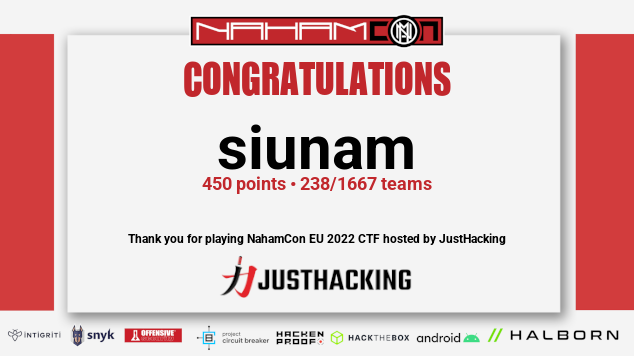 NAHAMCON
CONGRATULATIONS
siunam
450 points • 238/1667 teams
Thank you for playing NahamCon EU 2022 CTF hosted by JustHacking
JUSTHACKING
INTIGRITI
snyk
OFFENSIVE
project
circuit breaker
HACKEN
PROOF
HACKTHEBOX
android
HALBORN